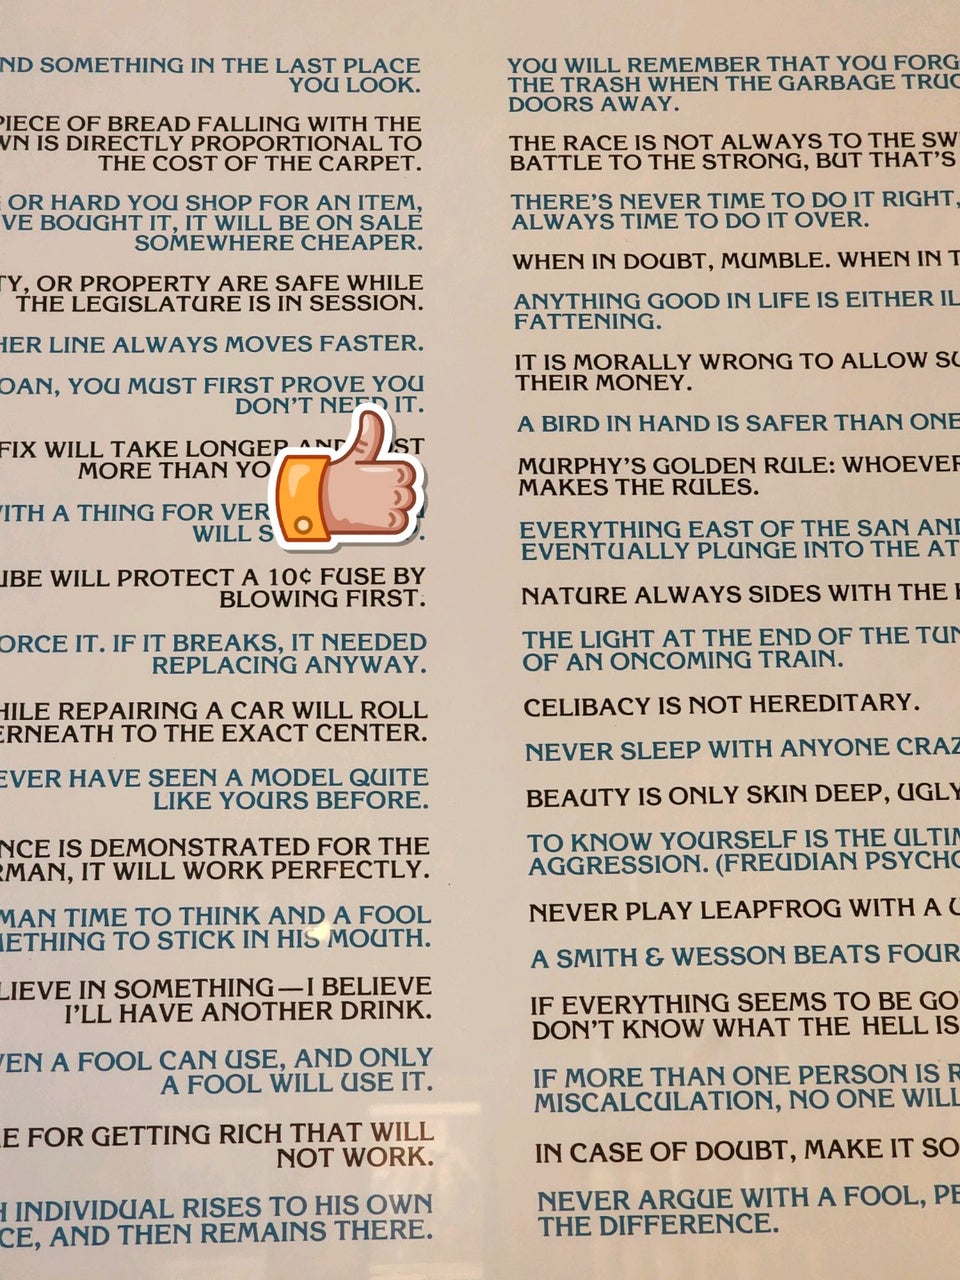 ND SOMETHING IN THE LAST PLACE
YOU LOOK.
PIECE OF BREAD FALLING WITH THE
WN IS DIRECTLY PROPORTIONAL TO
THE COST OF THE CARPET.
G OR HARD YOU SHOP FOR AN ITEM,
VE BOUGHT IT, IT WILL BE ON SALE
SOMEWHERE CHEAPER.
TY, OR PROPERTY ARE SAFE WHILE
THE LEGISLATURE IS IN SESSION.
HER LINE ALWAYS MOVES FASTER.
OAN, YOU MUST FIRST PROVE YOU
DON'T NEED IT.
FIX WILL TAKE LONGER AND
MORE THAN
WITH A THING FOR
WILL
UBE WILL PROTECT A 10¢ FUSE BY
BLOWING FIRST.
ORCE IT. IF IT BREAKS, IT NEEDED
REPLACING ANYWAY.
HILE REPAIRING A CAR WILL ROLL
ERNEATH TO THE EXACT CENTER.
EVER HAVE SEEN A MODEL QUITE
LIKE YOURS BEFORE.
NCE IS DEMONSTRATED FOR THE
RMAN, IT WILL WORK PERFECTLY.
MAN TIME TO THINK AND A FOOL
METHING TO STICK IN HIS MOUTH.
LIEVE IN SOMETHING—I BELIEVE
I'LL HAVE ANOTHER DRINK.
VEN A FOOL CAN USE, AND ONLY
A FOOL WILL USE IT.
E FOR GETTING RICH THAT WILL
NOT WORK.
H INDIVIDUAL RISES TO HIS OWN
CE, AND THEN REMAINS THERE.
YOU WILL REMEMBER THAT YOU FORG
THE TRASH WHEN THE GARBAGE TRUC
DOORS AWAY.
THE RACE IS NOT ALWAYS TO THE SW
BATTLE TO THE STRONG, BUT THAT'S
THERE'S NEVER TIME TO DO IT RIGHT,
ALWAYS TIME TO DO IT OVER.
WHEN IN DOUBT, MUMBLE. WHEN IN T
ANYTHING GOOD IN LIFE IS EITHER IL
FATTENING.
IT IS MORALLY WRONG TO ALLOW SU
THEIR MONEY.
A BIRD IN HAND IS SAFER THAN ONE
MURPHY'S GOLDEN RULE: WHOEVER
MAKES THE RULES.
EVERYTHING EAST OF THE SAN AND
EVENTUALLY PLUNGE INTO THE AT
NATURE ALWAYS SIDES WITH THE H
THE LIGHT AT THE END OF THE TUN
OF AN ONCOMING TRAIN.
CELIBACY IS NOT HEREDITARY.
NEVER SLEEP WITH ANYONE CRAZ
BEAUTY IS ONLY SKIN DEEP, UGLY
TO KNOW YOURSELF IS THE ULTIM
AGGRESSION. (FREUDIAN PSYCHO
NEVER PLAY LEAPFROG WITH A U
A SMITH & WESSON BEATS FOUR
IF EVERYTHING SEEMS TO BE GO
DON'T KNOW WHAT THE HELL IS
IF MORE THAN ONE PERSON IS R
MISCALCULATION, NO ONE WILL
IN CASE OF DOUBT, MAKE IT SO
NEVER ARGUE WITH A FOOL, PE
THE DIFFERENCE.